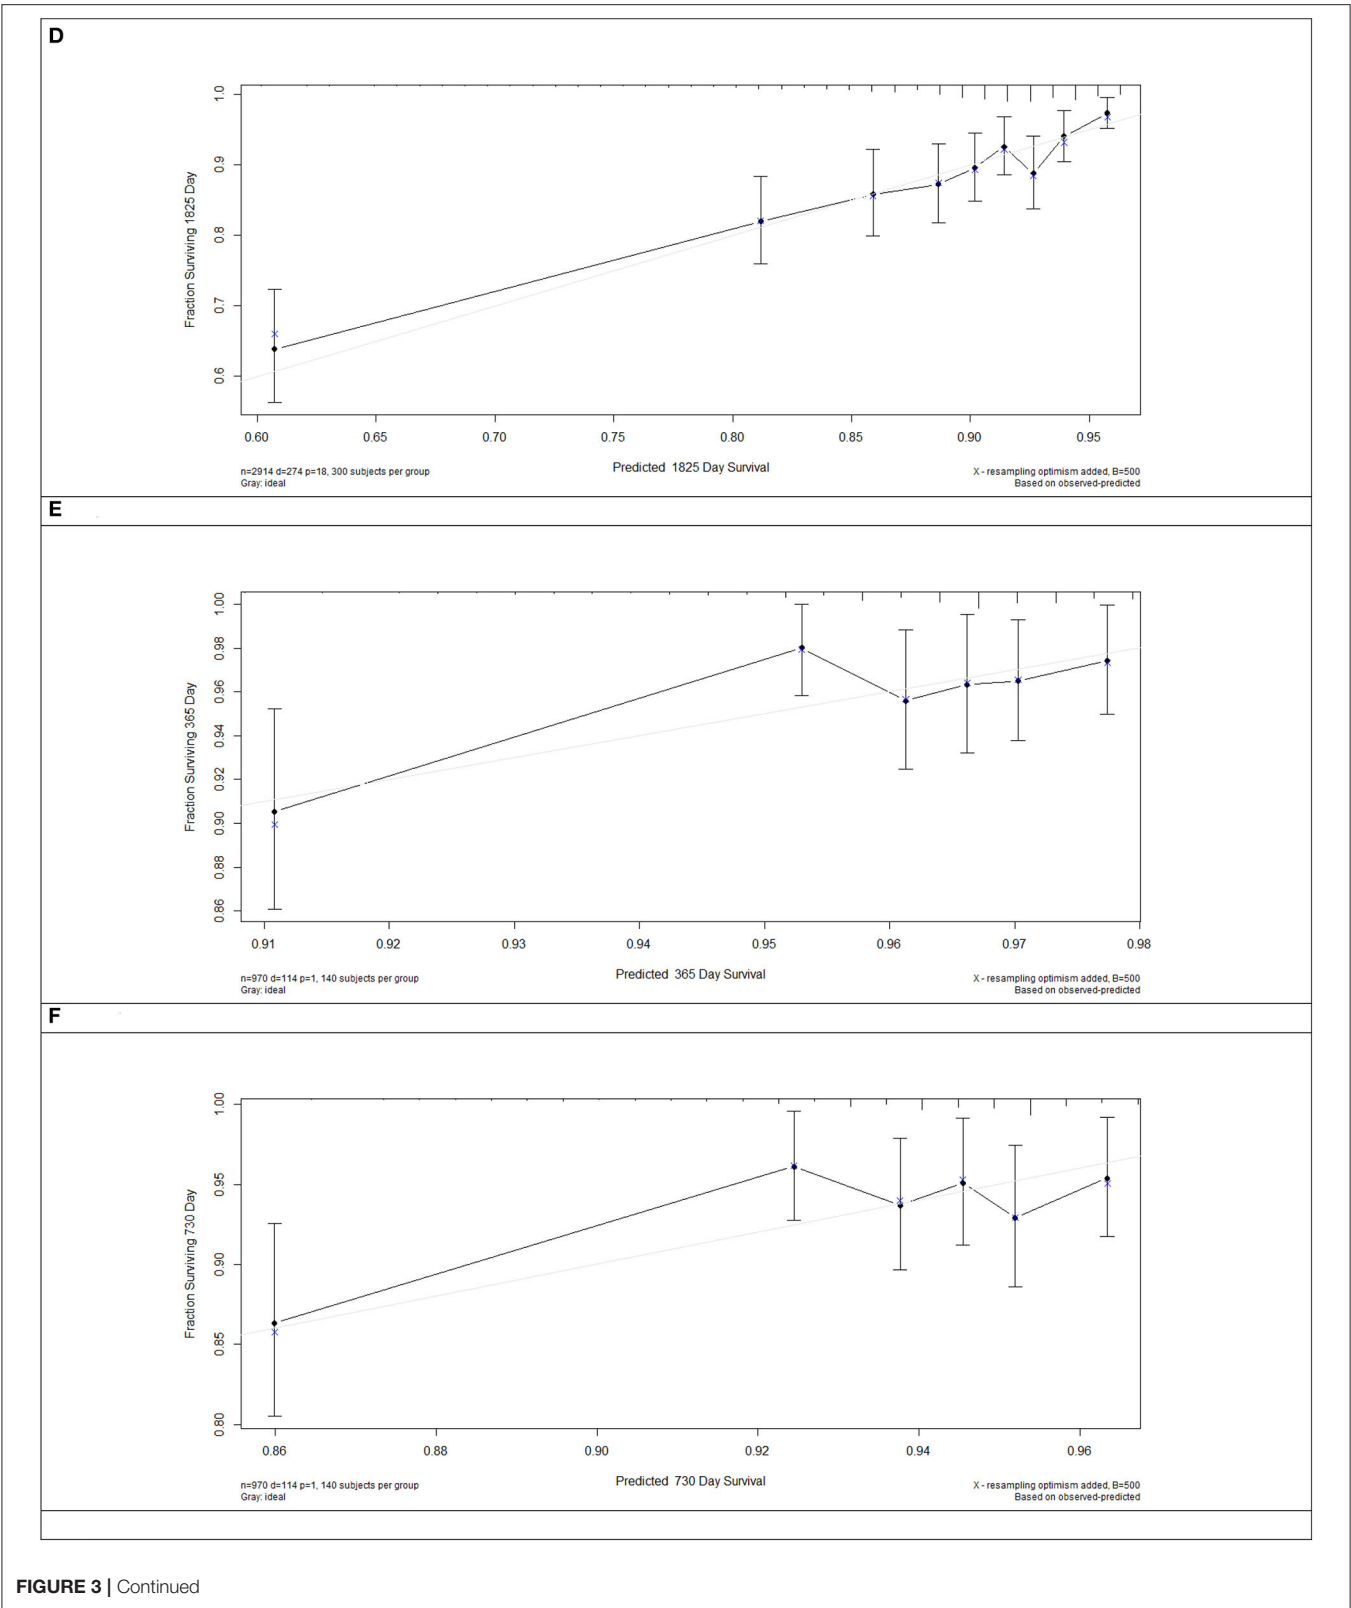 D
1.0
0.9
0.8
0.7
0.6
Fraction Surviving 1825 Day
0.60 0.65 0.70 0.75 0.80 0.85 0.90 0.95
Predicted 1825 Day Survival
n=2914 d=274 p=18, 300 subjects per group
Gray: ideal
X - resampling optimism added, B=500
Based on observed-predicted
E
1.00
0.98
0.96
0.94
0.92
0.90
0.88
0.86
Fraction Surviving 365 Day
0.91 0.92 0.93 0.94 0.95 0.96 0.97 0.98
Predicted 365 Day Survival
n=970 d=114 p=1, 140 subjects per group
Gray: ideal
X - resampling optimism added, B=500
Based on observed-predicted
F
1.00
0.95
0.90
0.85
0.80
Fraction Surviving 730 Day
0.86 0.88 0.90 0.92 0.94 0.96
Predicted 730 Day Survival
n=970 d=114 p=1, 140 subjects per group
Gray: ideal
X - resampling optimism added, B=500
Based on observed-predicted
FIGURE 3 | Continued